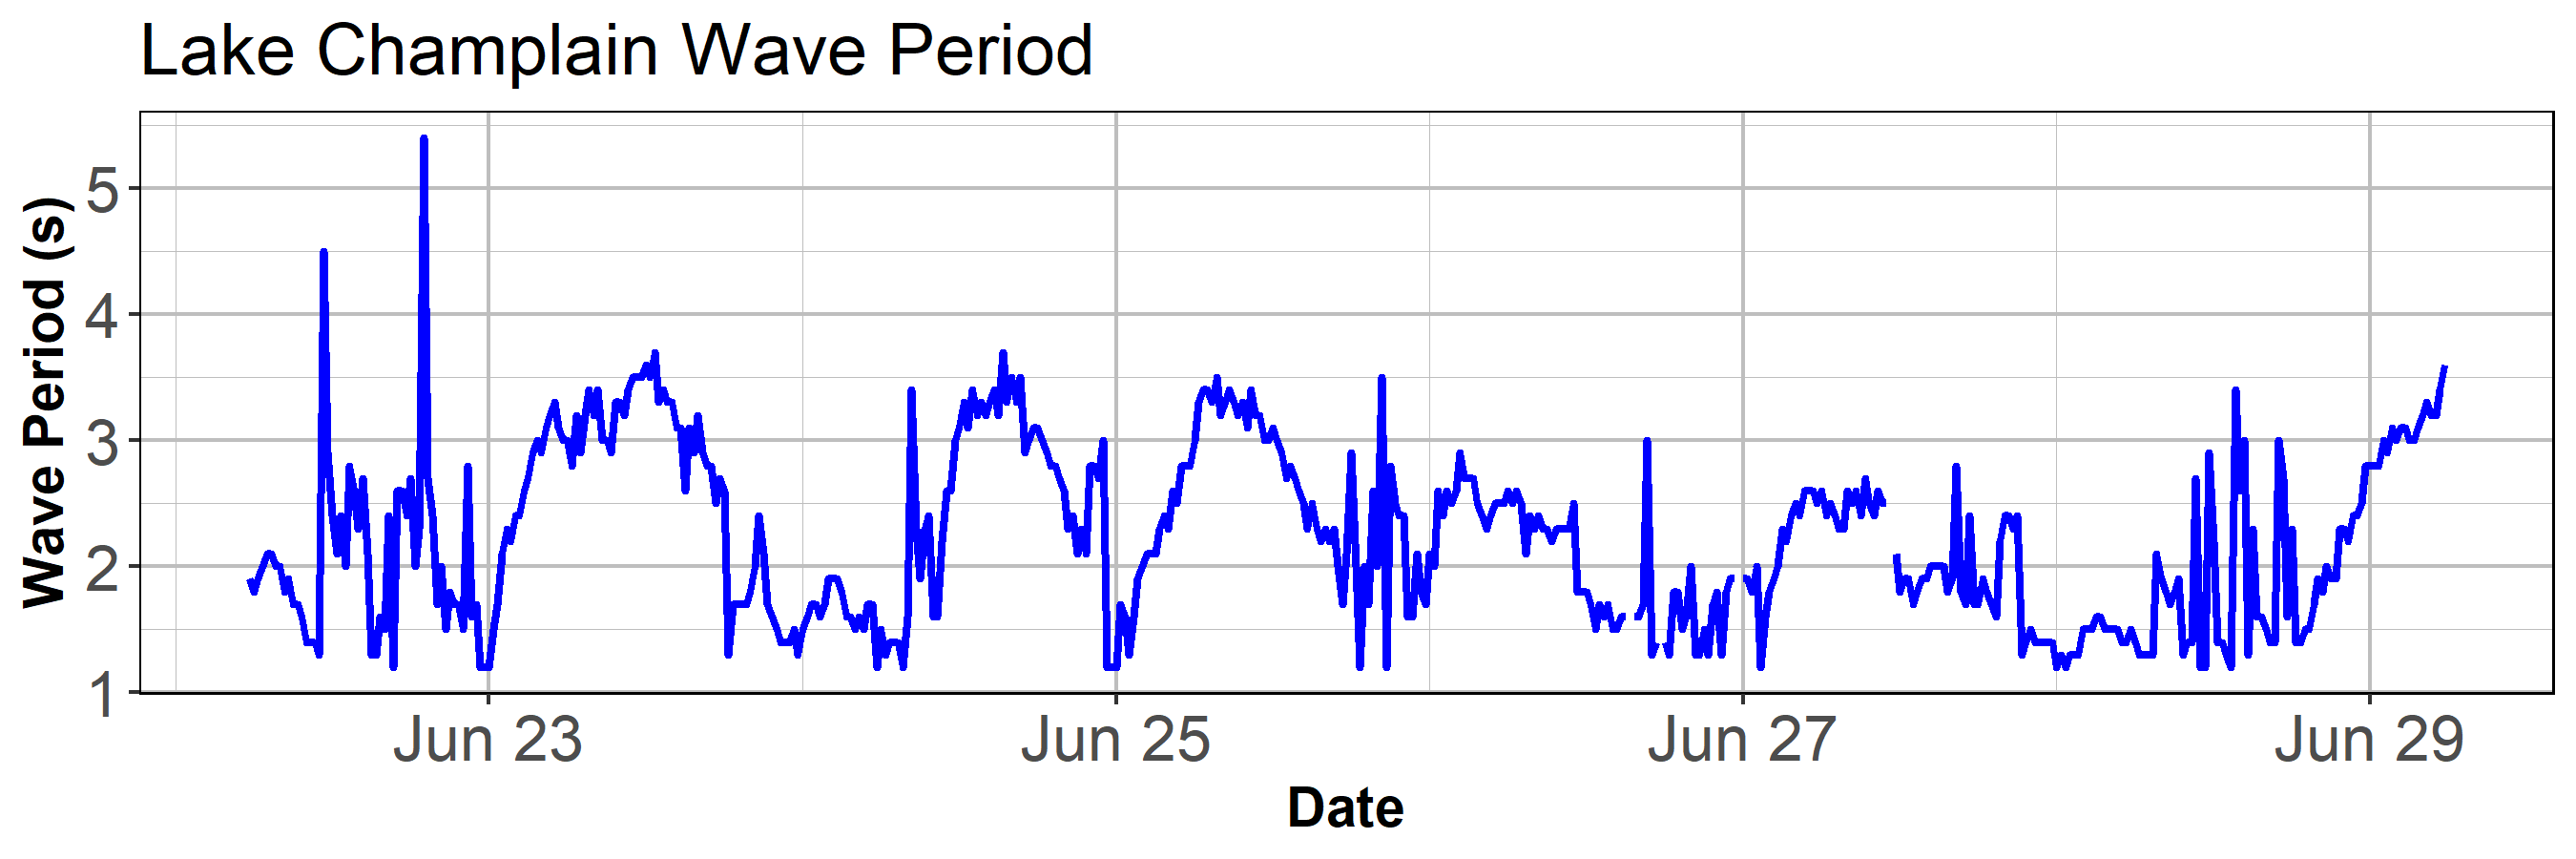 Lake Champlain Wave Period
Wave Period (s)
5
4
3
2
1
Jun 23
Jun 25
Jun 27
Jun 29
Date